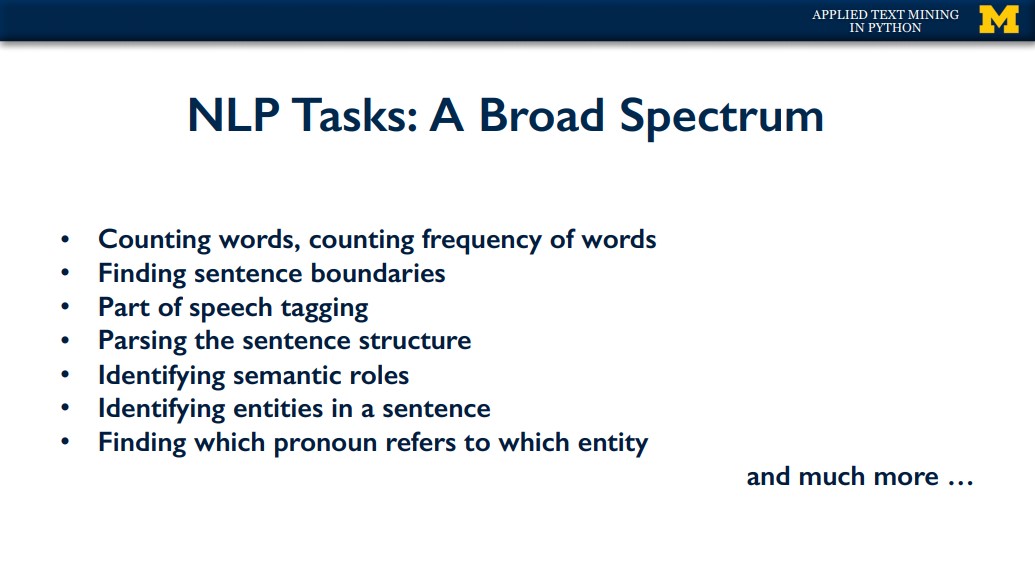 APPLIED TEXT MINING
IN PYTHON
M
NLP Tasks: A Broad Spectrum
• Counting words, counting frequency of words
• Finding sentence boundaries
• Part of speech tagging
• Parsing the sentence structure
• Identifying semantic roles
• Identifying entities in a sentence
• Finding which pronoun refers to which entity
and much more …